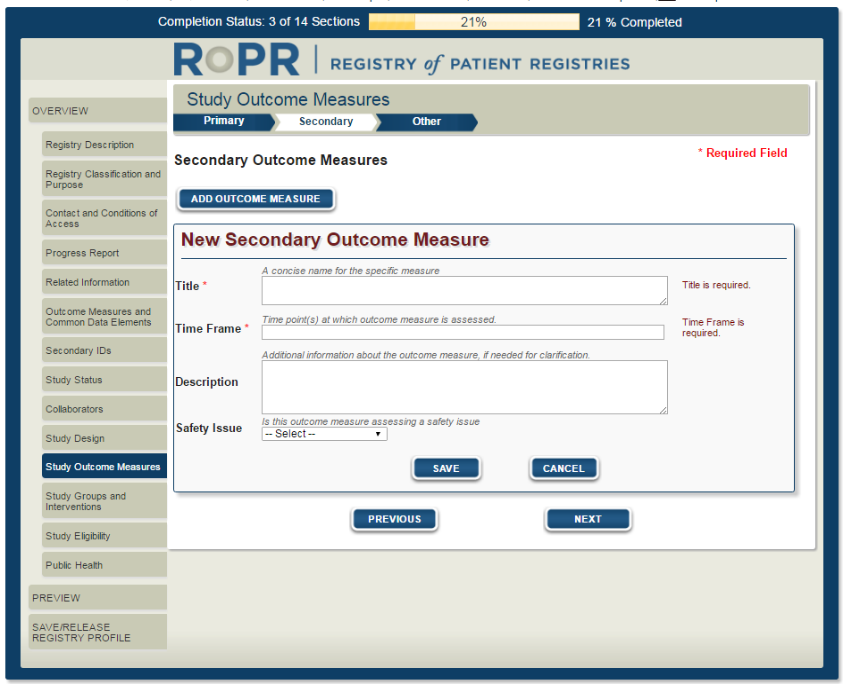 Completion Status: 3 of 14 Sections 21% 21 % Completed
ROPR | REGISTRY of PATIENT REGISTRIES
OVERVIEW
Registry Description
Registry Classification and
Purpose
Contact and Conditions of
Access
Progress Report
Related Information
Outcome Measures and
Common Data Elements
Secondary IDs
Study Status
Collaborators
Study Design
Study Outcome Measures
Study Groups and
Interventions
Study Eligibility
Public Health
PREVIEW
SAVE/RELEASE
REGISTRY PROFILE
Study Outcome Measures
Primary Secondary Other
* Required Field
Secondary Outcome Measures
ADD OUTCOME MEASURE
New Secondary Outcome Measure
A concise name for the specific measure
Title * Title is required.
Time point(s) at which outcome measure is assessed.
Time Frame * Time Frame is
required.
Additional information about the outcome measure, if needed for clarification.
Description
Is this outcome measure assessing a safety issue
Safety Issue -- Select --
SAVE CANCEL
PREVIOUS NEXT